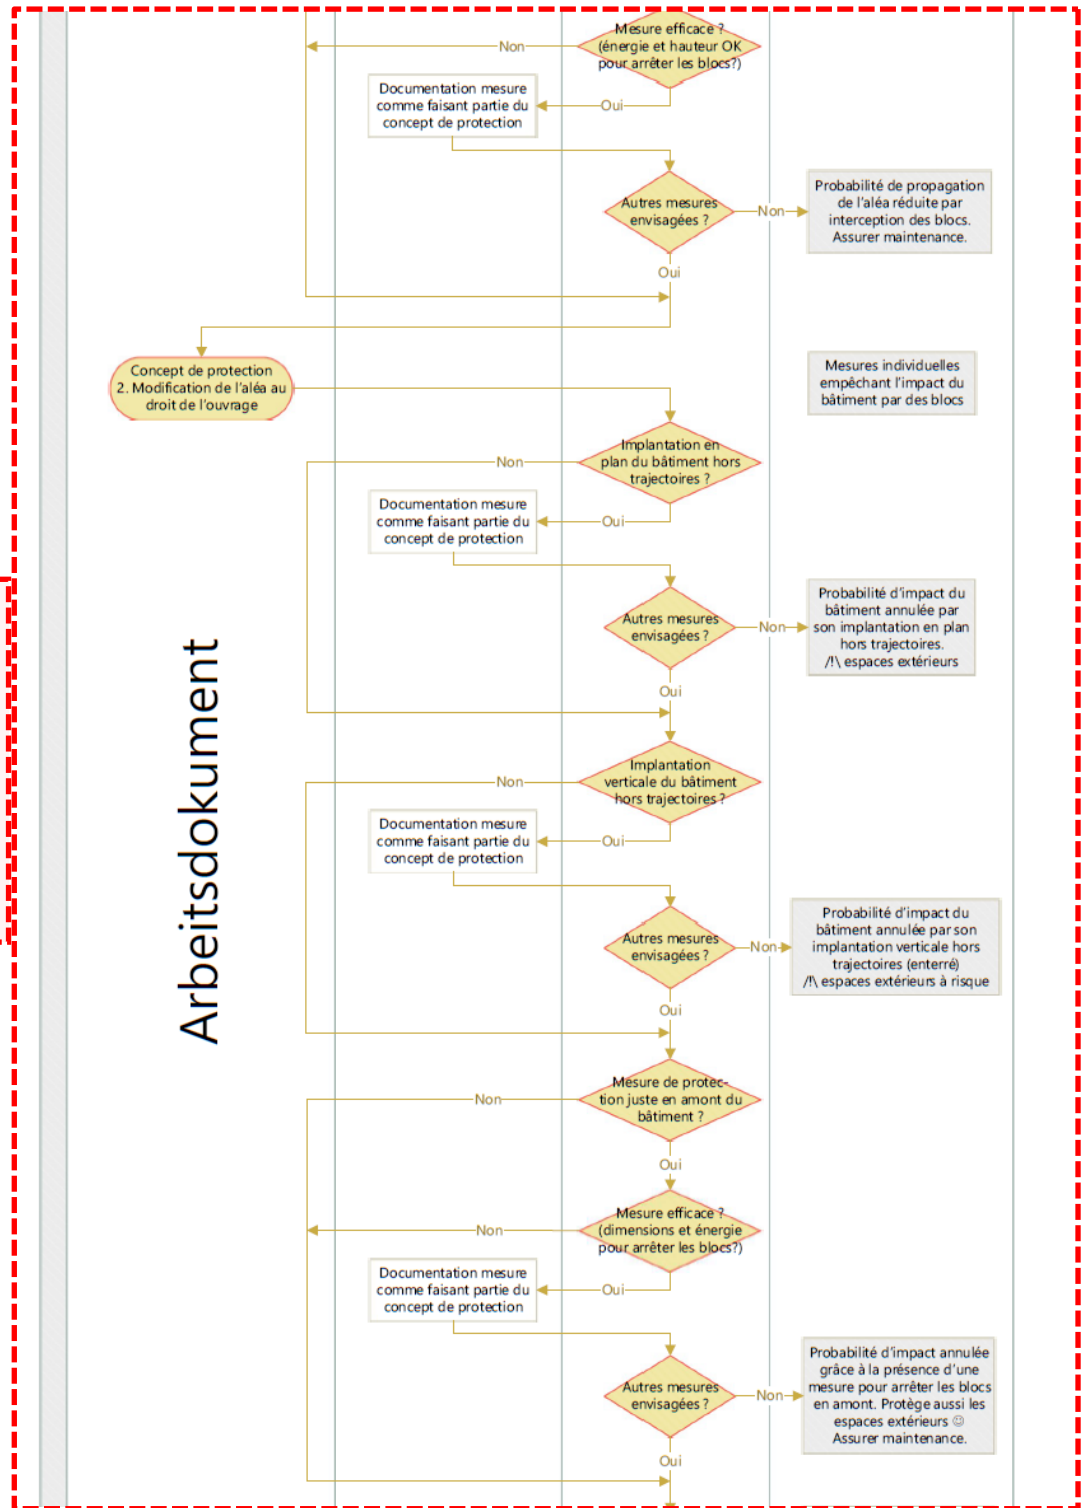 Mesure efficace ?
(énergie et hauteur OK
pour arrêter les blocs?)
Non
Oui
Documentation mesure
comme faisant partie du
concept de protection
Autres mesures
envisagées ?
Non
Probabilité de propagation
de l'aléa réduite par
interception des blocs.
Assurer maintenance.
Oui
Concept de protection
2. Modification de l'aléa au
droit de l'ouvrage
Mesures individuelles
empêchant l'impact du
bâtiment par des blocs
Implantation en
plan du bâtiment hors
trajectoires ?
Non
Oui
Documentation mesure
comme faisant partie du
concept de protection
Autres mesures
envisagées ?
Non
Probabilité d'impact du
bâtiment annulée par
son implantation en plan
hors trajectoires.
/!\ espaces extérieurs
Oui
Arbeitsdokument
Implantation
verticale du bâtiment
hors trajectoires ?
Non
Oui
Documentation mesure
comme faisant partie du
concept de protection
Autres mesures
envisagées ?
Non
Probabilité d'impact du
bâtiment annulée par son
implantation verticale hors
trajectoires (enterré)
/!\ espaces extérieurs à risque
Oui
Mesure de protec-
tion juste en amont du
bâtiment ?
Non
Oui
Mesure efficace ?
(dimensions et énergie
pour arrêter les blocs?)
Non
Oui
Documentation mesure
comme faisant partie du
concept de protection
Autres mesures
envisagées ?
Non
Probabilité d'impact annulée
grâce à la présence d'une
mesure pour arrêter les blocs
en amont. Protège aussi les
espaces extérieurs ☺
Assurer maintenance.
Oui